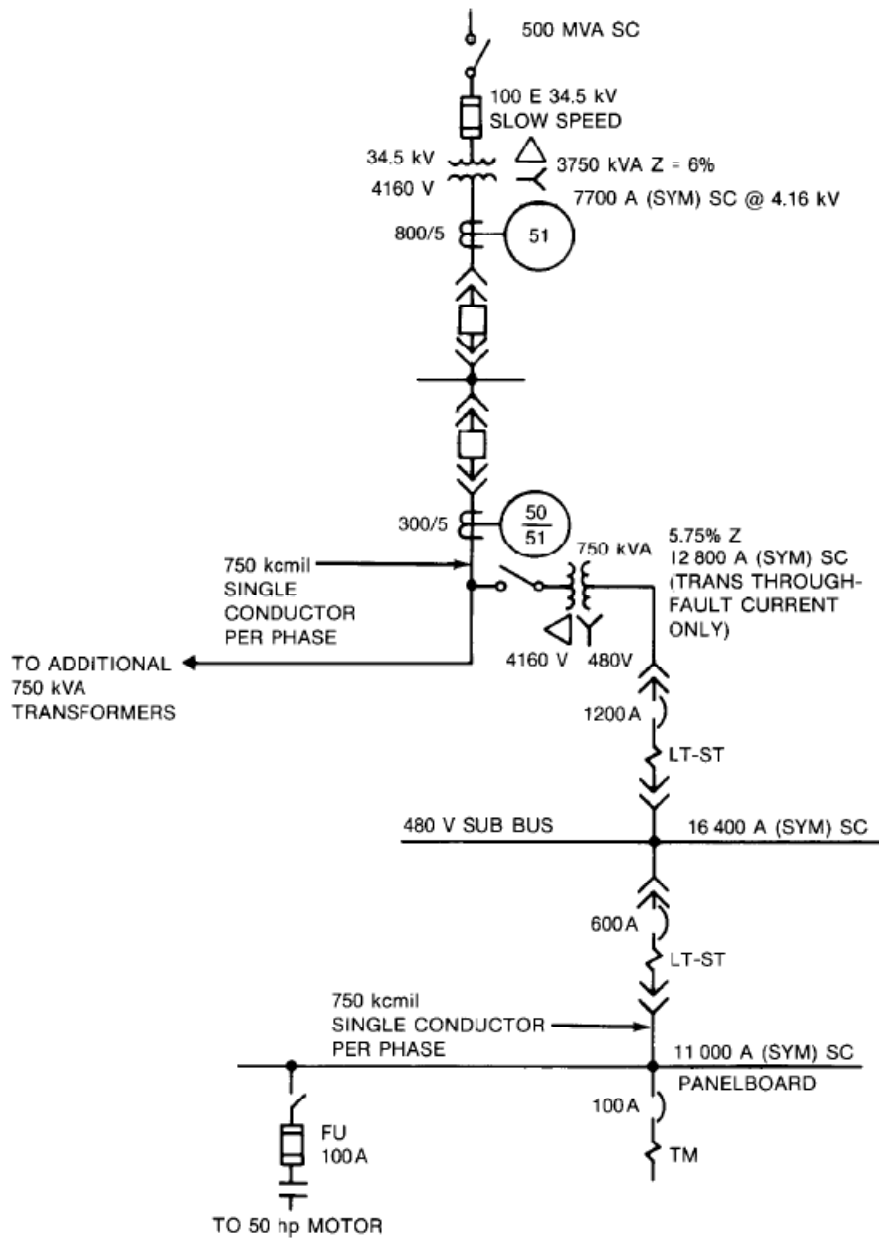 500 MVA SC
100 E 34.5 kV
SLOW SPEED
34.5 kV
4160 V
3750 kVA Z = 6%
7700 A (SYM) SC @ 4.16 kV
800/5
51
300/5
50
51
750 kcmil
SINGLE
CONDUCTOR
PER PHASE
750 kVA
5.75% Z
12 800 A (SYM) SC
(TRANS THROUGH-
FAULT CURRENT
ONLY)
4160 V
480V
TO ADDITIONAL
750 kVA
TRANSFORMERS
1200 A
LT-ST
480 V SUB BUS
16 400 A (SYM) SC
600 A
LT-ST
750 kcmil
SINGLE CONDUCTOR
PER PHASE
11 000 A (SYM) SC
PANELBOARD
100 A
TM
FU
100 A
TO 50 hp MOTOR